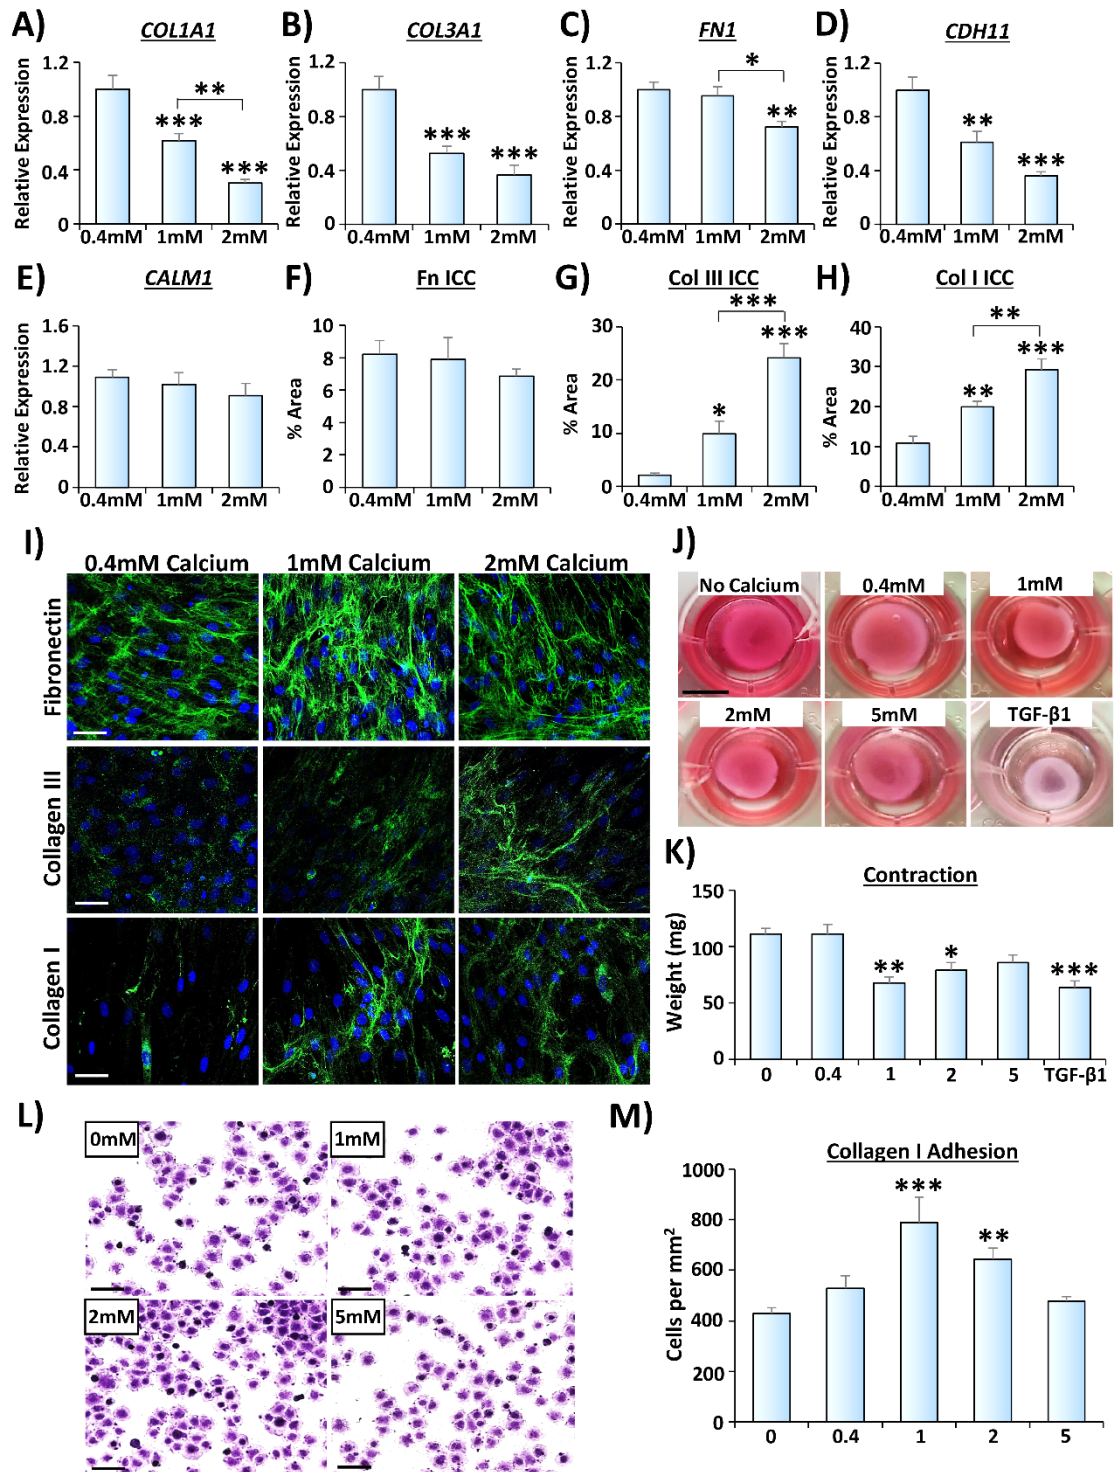 A)
COL1A1
Relative Expression
1.2
0.8
0.4
0
***
**
***
0.4mM 1mM 2mM
B)
COL3A1
Relative Expression
1.2
0.8
0.4
0
***
***
0.4mM 1mM 2mM
C)
FN1
Relative Expression
1.2
0.8
0.4
0
*
**
0.4mM 1mM 2mM
D)
CDH11
Relative Expression
1.2
0.8
0.4
0
**
***
0.4mM 1mM 2mM
E)
CALM1
Relative Expression
1.6
1.2
0.8
0.4
0
0.4mM 1mM 2mM
F)
Fn ICC
% Area
10
8
6
4
2
0
0.4mM 1mM 2mM
G)
Col III ICC
% Area
30
20
10
0
***
*
***
0.4mM 1mM 2mM
H)
Col I ICC
% Area
40
30
20
10
0
**
**
***
0.4mM 1mM 2mM
I)
0.4mM Calcium 1mM Calcium 2mM Calcium
Fibronectin
Collagen III
Collagen I
J)
No Calcium 0.4mM 1mM
2mM 5mM TGF-β1
K)
Contraction
Weight (mg)
150
100
50
0
** * ***
0 0.4 1 2 5 TGF-β1
L)
0mM 1mM
2mM 5mM
M)
Collagen I Adhesion
Cells per mm²
1000
800
600
400
200
0
*** **
0 0.4 1 2 5